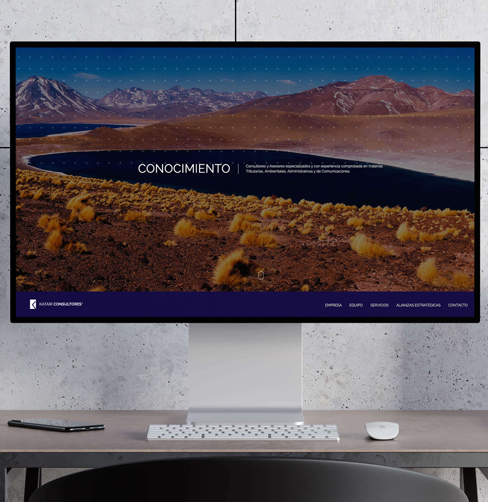 CONOCIMIENTO
Consultores y Asesores especializados y con experiencia comprobada en materias
Tributarias, Ambientales, Administrativas y de Comunicaciones.
KATARI CONSULTORES
EMPRESA EQUIPO SERVICIOS ALIANZAS ESTRATÉGICAS CONTACTO